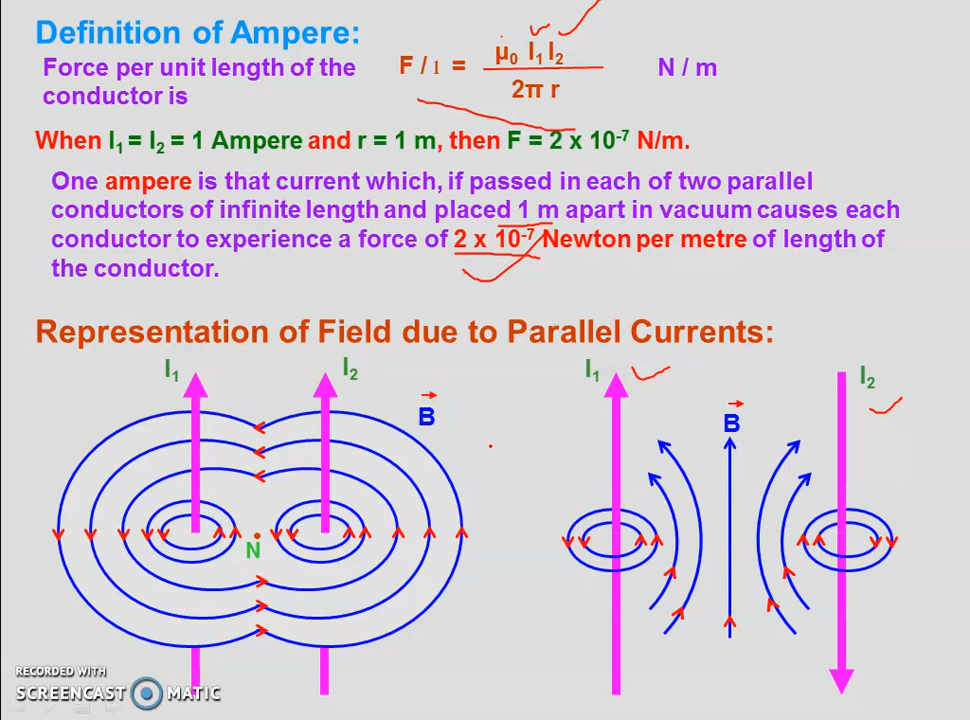 Definition of Ampere:
Force per unit length of the
conductor is
F / l = μ₀ I₁ I₂
2π r
N / m
When I₁ = I₂ = 1 Ampere and r = 1 m, then F = 2 x 10⁻⁷ N/m.
One ampere is that current which, if passed in each of two parallel
conductors of infinite length and placed 1 m apart in vacuum causes each
conductor to experience a force of 2 x 10⁻⁷ Newton per metre of length of
the conductor.
Representation of Field due to Parallel Currents:
I₁
I₂
B
N
I₁
B
I₂
RECORDED WITH
SCREENCAST MATIC